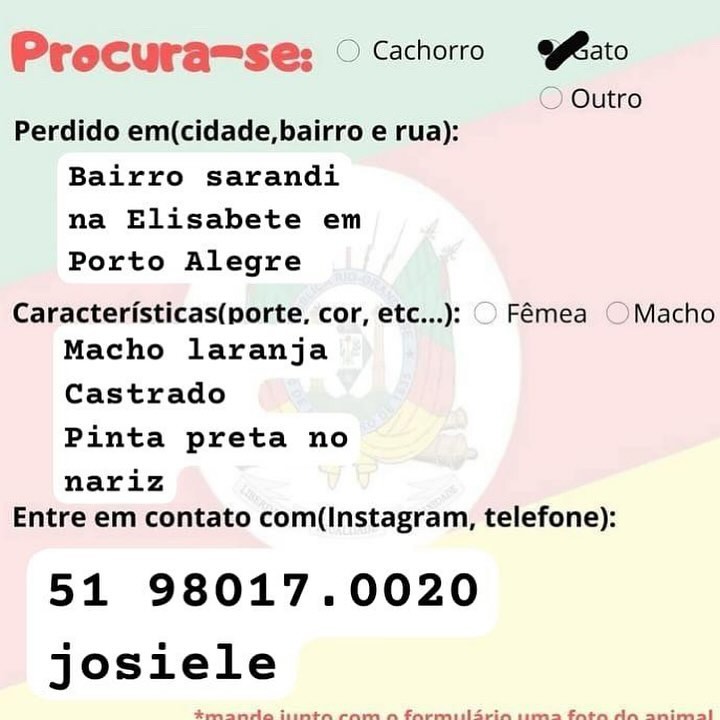 Procura-se: Cachorro Gato
Outro
Perdido em(cidade,bairro e rua):
Bairro sarandi
na Elisabete em
Porto Alegre
Características(porte, cor, etc...): Fêmea Macho
Macho laranja
Castrado
Pinta preta no
nariz
Entre em contato com(Instagram, telefone):
51 98017.0020
josiele
*mande junto com o formulário uma foto do animal